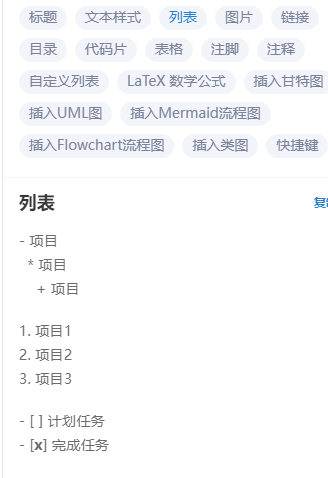 标题 文本样式 列表 图片 链接
目录 代码片 表格 注脚 注释
自定义列表 LaTeX 数学公式 插入甘特图
插入UML图 插入Mermaid流程图
插入Flowchart流程图 插入类图 快捷键
列表
- 项目
* 项目
+ 项目
1. 项目1
2. 项目2
3. 项目3
- [ ] 计划任务
- [x] 完成任务